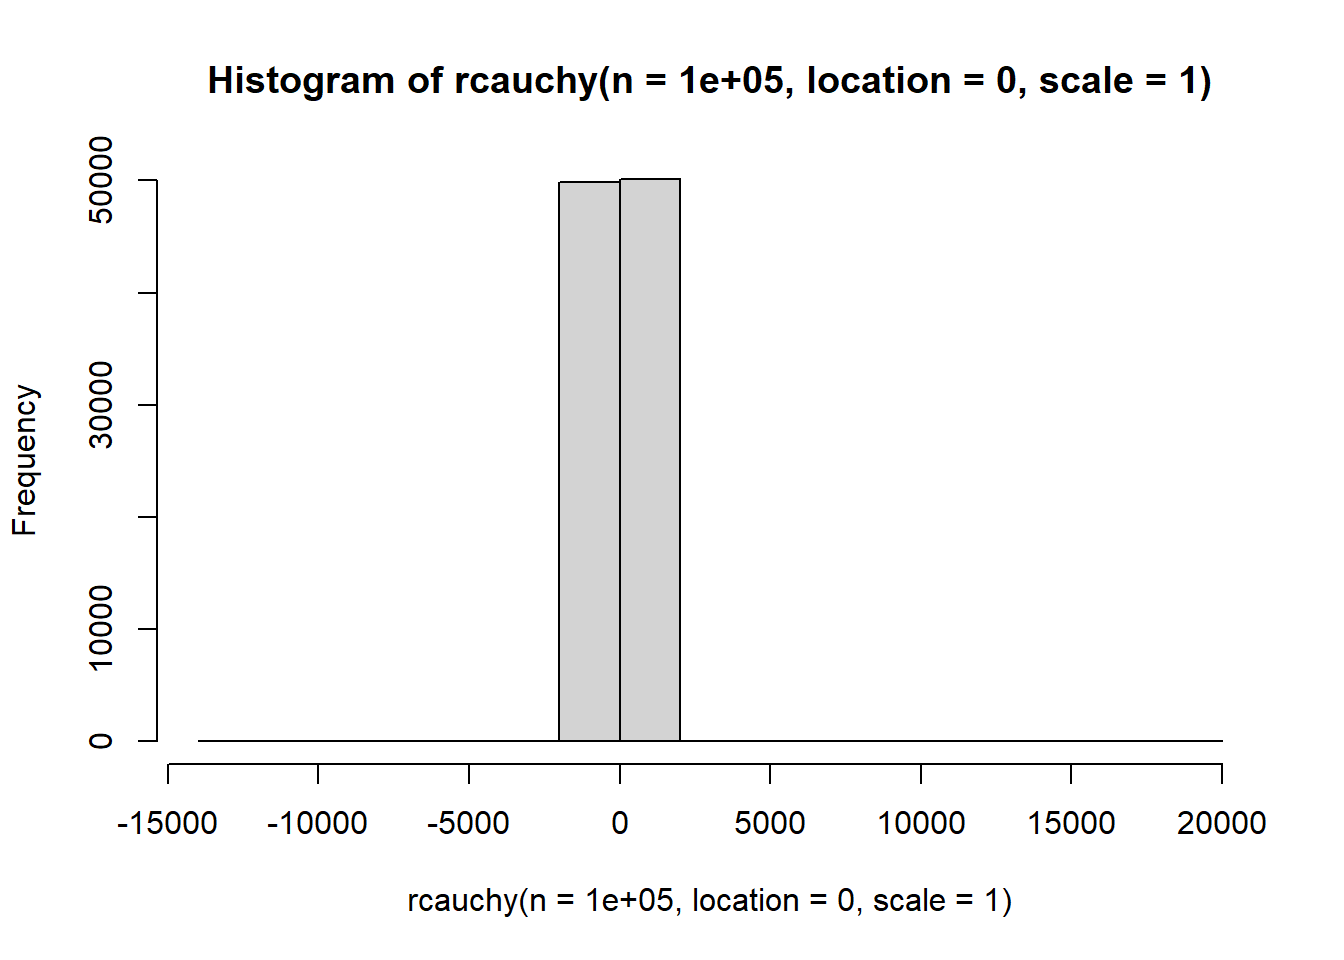 Histogram of rcauchy(n = 1e+05, location = 0, scale = 1)
Frequency
50000
30000
10000
0
-15000 -10000 -5000 0 5000 10000 15000 20000
rcauchy(n = 1e+05, location = 0, scale = 1)